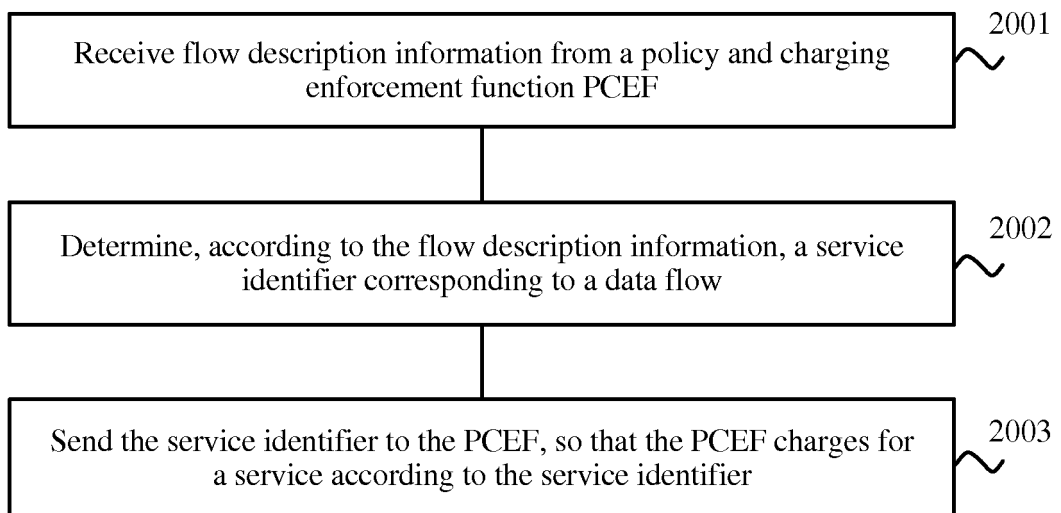 2001
Receive flow description information from a policy and charging
enforcement function PCEF
2002
Determine, according to the flow description information, a service
identifier corresponding to a data flow
2003
Send the service identifier to the PCEF, so that the PCEF charges for
a service according to the service identifier